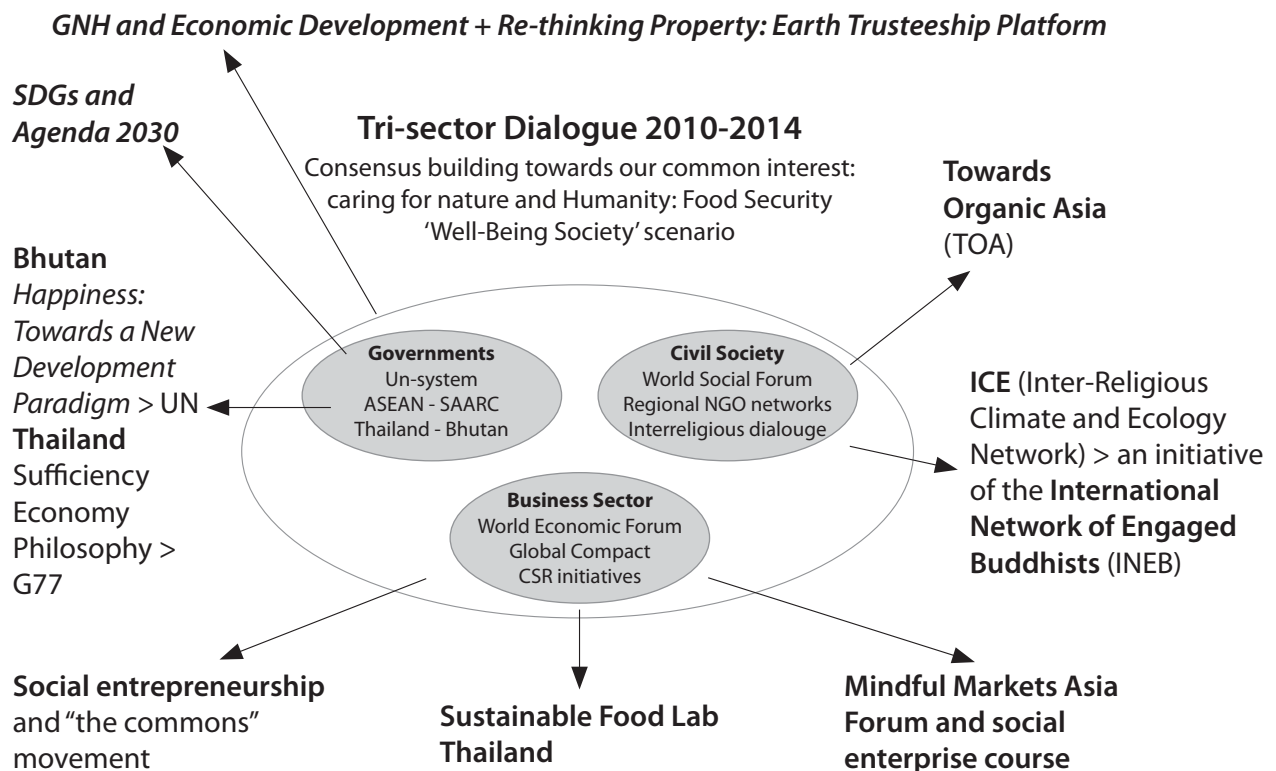 GNH and Economic Development + Re-thinking Property: Earth Trusteeship Platform
SDGs and
Agenda 2030
Tri-sector Dialogue 2010-2014
Consensus building towards our common interest:
caring for nature and Humanity: Food Security
‘Well-Being Society’ scenario
Towards
Organic Asia
(TOA)
Bhutan
Happiness:
Towards a New
Development
Paradigm > UN
Thailand
Sufficiency
Economy
Philosophy >
G77
Governments
Un-system
ASEAN - SAARC
Thailand - Bhutan
Civil Society
World Social Forum
Regional NGO networks
Interreligious dialouge
Business Sector
World Economic Forum
Global Compact
CSR initiatives
ICE (Inter-Religious
Climate and Ecology
Network) > an initiative
of the International
Network of Engaged
Buddhists (INEB)
Social entrepreneurship
and “the commons”
movement
Sustainable Food Lab
Thailand
Mindful Markets Asia
Forum and social
enterprise course